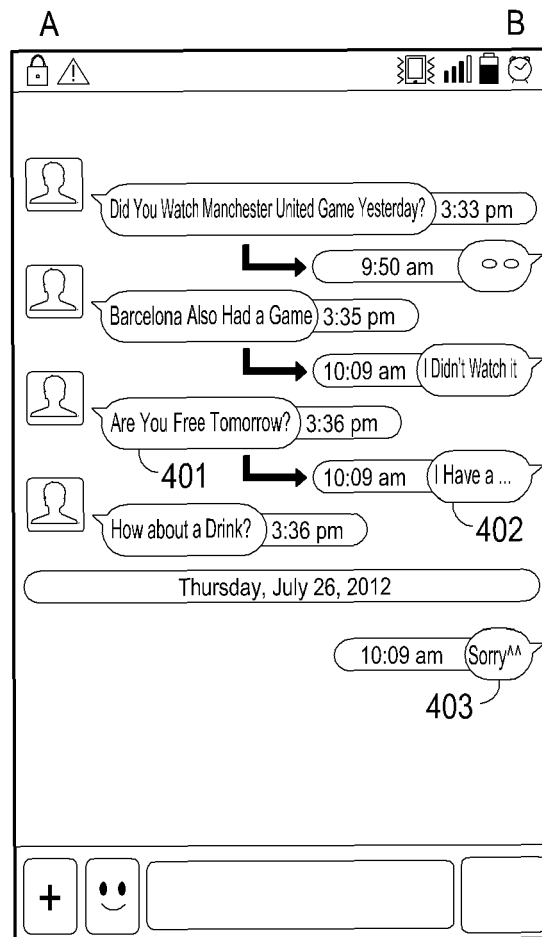 A B
Did You Watch Manchester United Game Yesterday? 3:33 pm
9:50 am
Barcelona Also Had a Game 3:35 pm
10:09 am I Didn't Watch it
Are You Free Tomorrow? 3:36 pm
401
10:09 am I Have a ...
402
How about a Drink? 3:36 pm
Thursday, July 26, 2012
10:09 am Sorry^^
403
+